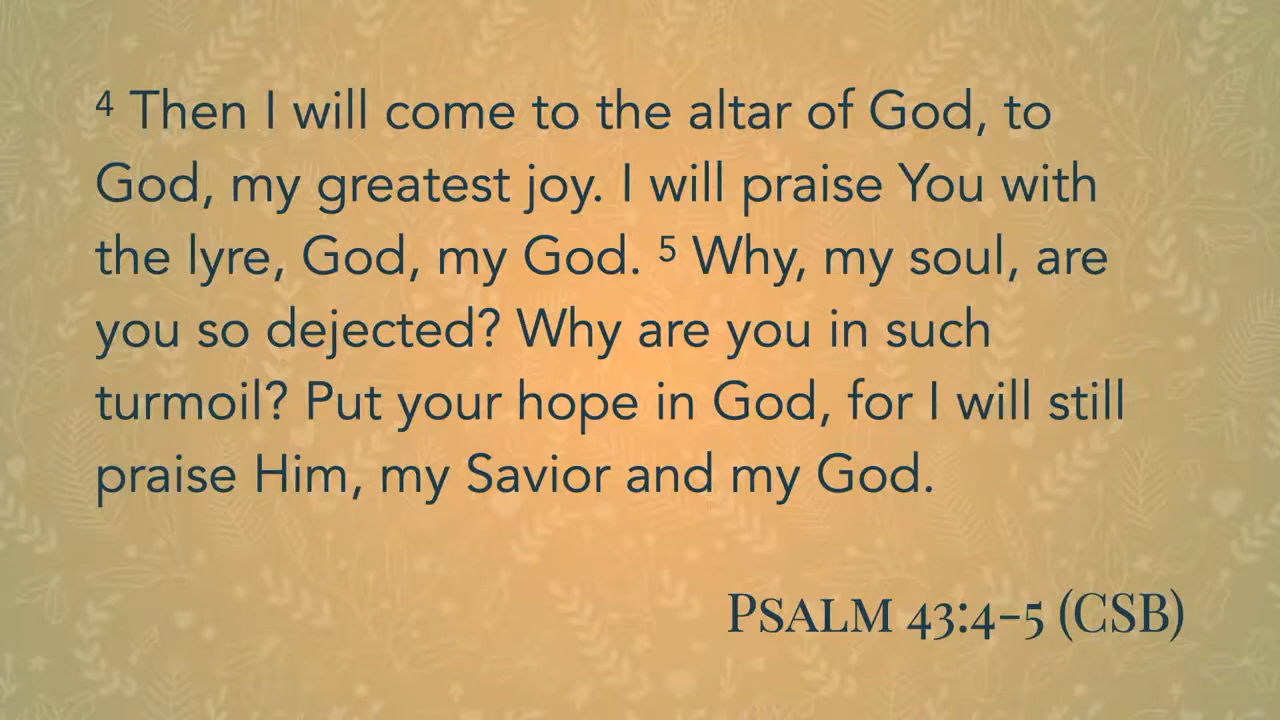 ⁴ Then I will come to the altar of God, to
God, my greatest joy. I will praise You with
the lyre, God, my God. ⁵ Why, my soul, are
you so dejected? Why are you in such
turmoil? Put your hope in God, for I will still
praise Him, my Savior and my God.
Psalm 43:4–5 (CSB)